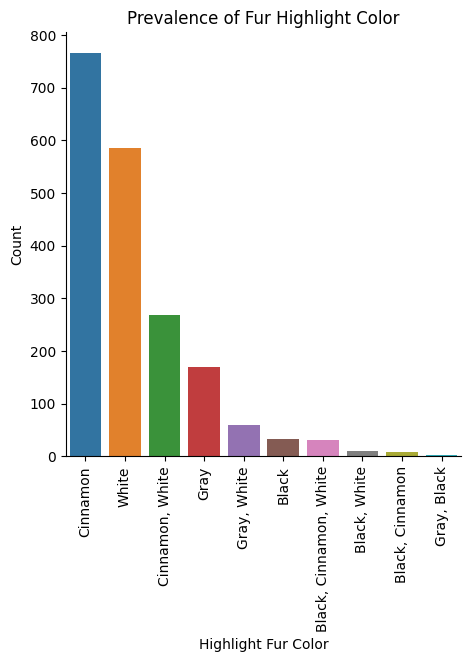 Prevalence of Fur Highlight Color
800
700
600
500
400
300
200
100
0
Count
Cinnamon
White
Cinnamon, White
Gray
Gray, White
Black
Black, Cinnamon, White
Black, White
Black, Cinnamon
Gray, Black
Highlight Fur Color